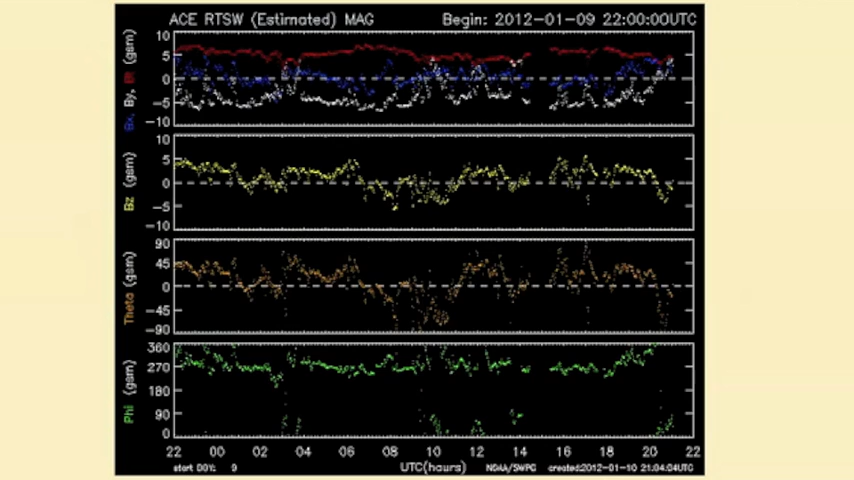 ACE RTSW (Estimated) MAG Begin: 2012-01-09 22:00:00UTC
Bx, By, Bt (gsm)
10
5
0
-5
-10
Bz (gsm)
10
5
0
-5
-10
Theta (gsm)
90
45
0
-45
-90
Phi (gsm)
360
270
180
90
0
22 00 02 04 06 08 10 12 14 16 18 20 22
start DOY: 9 UTC(hours) NOAA/SWPC created:2012-01-10 21:04:04UTC